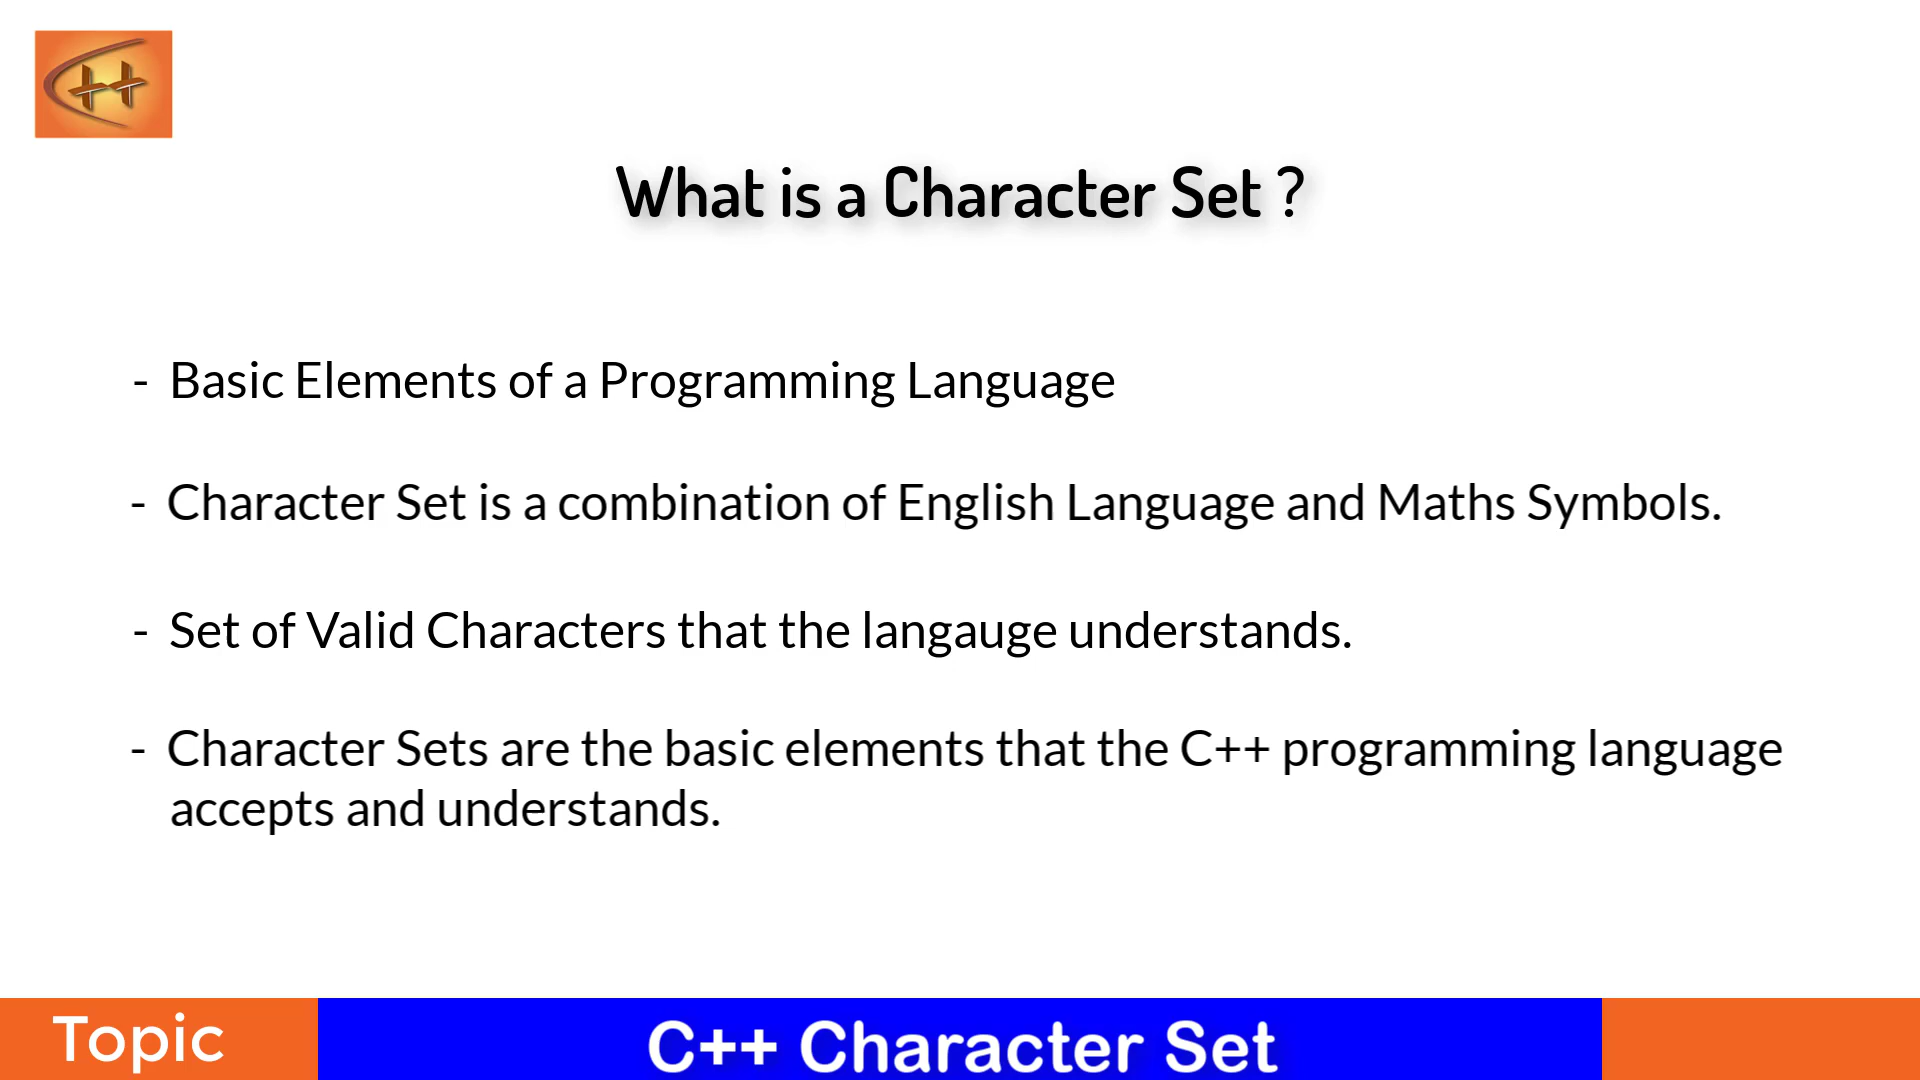 C++
What is a Character Set ?
- Basic Elements of a Programming Language
- Character Set is a combination of English Language and Maths Symbols.
- Set of Valid Characters that the langauge understands.
- Character Sets are the basic elements that the C++ programming language
accepts and understands.
Topic
C++ Character Set